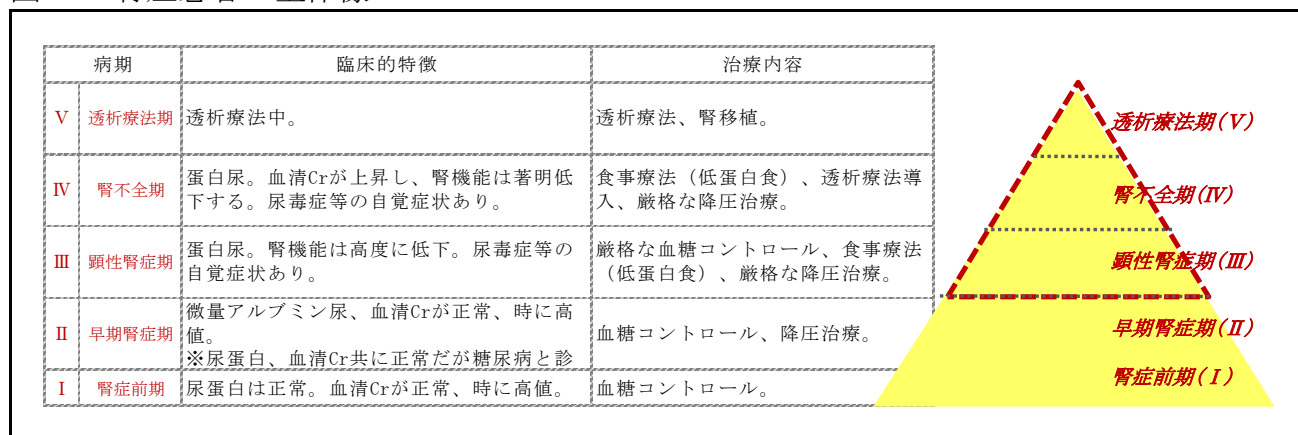 病期 臨床的特徴 治療内容
Ⅴ 透析療法期 透析療法中。 透析療法、腎移植。
Ⅳ 腎不全期 蛋白尿。血清Crが上昇し、腎機能は著明低
下する。尿毒症等の自覚症状あり。
食事療法（低蛋白食）、透析療法導
入、厳格な降圧治療。
Ⅲ 顕性腎症期 蛋白尿。腎機能は高度に低下。尿毒症等の
自覚症状あり。
厳格な血糖コントロール、食事療法
（低蛋白食）、厳格な降圧治療。
Ⅱ 早期腎症期 微量アルブミン尿、血清Crが正常、時に高
値。
※尿蛋白、血清Cr共に正常だが糖尿病と診
血糖コントロール、降圧治療。
Ⅰ 腎症前期 尿蛋白は正常。血清Crが正常、時に高値。 血糖コントロール。
透析療法期(Ⅴ)
腎不全期(Ⅳ)
顕性腎症期(Ⅲ)
早期腎症期(Ⅱ)
腎症前期(Ⅰ)